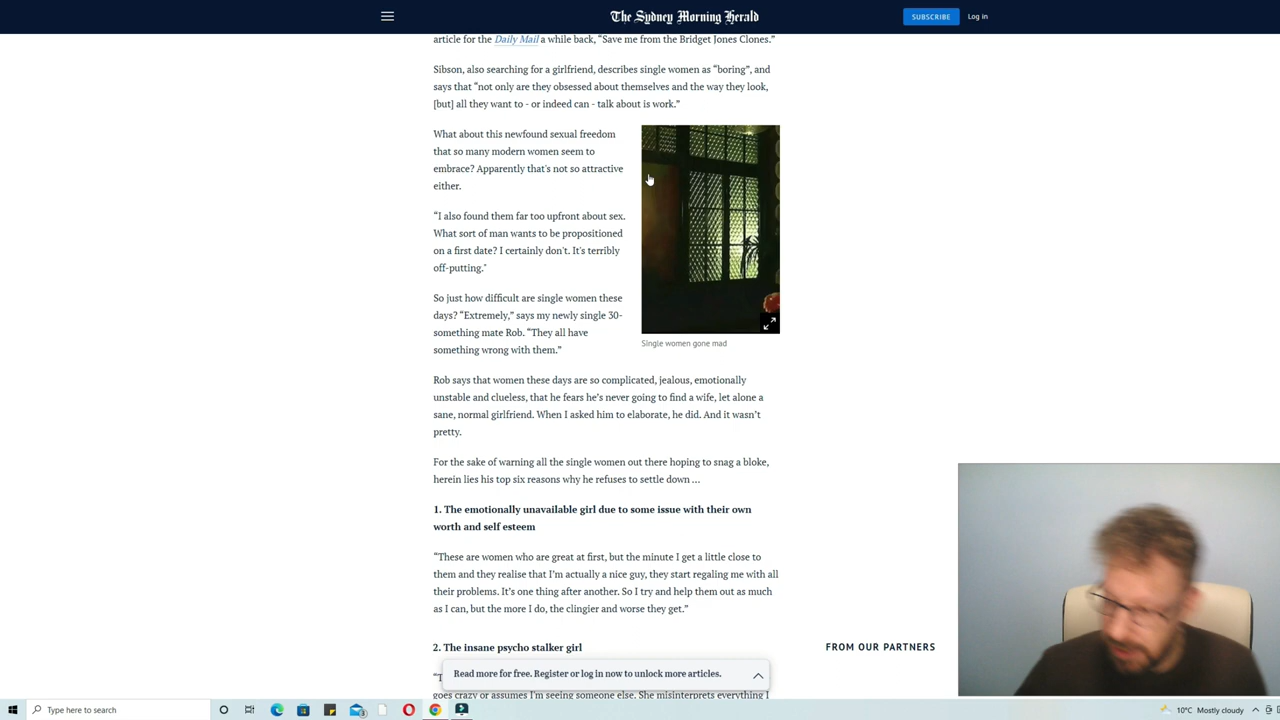 The Sydney Morning Herald
SUBSCRIBE
Log in
article for the Daily Mail a while back, “Save me from the Bridget Jones Clones.”
Sibson, also searching for a girlfriend, describes single women as “boring”, and
says that “not only are they obsessed about themselves and the way they look,
[but] all they want to - or indeed can - talk about is work.”
What about this newfound sexual freedom
that so many modern women seem to
embrace? Apparently that's not so attractive
either.
“I also found them far too upfront about sex.
What sort of man wants to be propositioned
on a first date? I certainly don't. It's terribly
off-putting."
So just how difficult are single women these
days? “Extremely,” says my newly single 30-
something mate Rob. “They all have
something wrong with them.”
Single women gone mad
Rob says that women these days are so complicated, jealous, emotionally
unstable and clueless, that he fears he’s never going to find a wife, let alone a
sane, normal girlfriend. When I asked him to elaborate, he did. And it wasn’t
pretty.
For the sake of warning all the single women out there hoping to snag a bloke,
herein lies his top six reasons why he refuses to settle down ...
1. The emotionally unavailable girl due to some issue with their own
worth and self esteem
“These are women who are great at first, but the minute I get a little close to
them and they realise that I’m actually a nice guy, they start regaling me with all
their problems. It’s one thing after another. So I try and help them out as much
as I can, but the more I do, the clingier and worse they get.”
2. The insane psycho stalker girl
FROM OUR PARTNERS
Read more for free. Register or log in now to unlock more articles.
goes crazy or assumes I’m seeing someone else. She misinterprets everything I
Type here to search
10°C Mostly cloudy